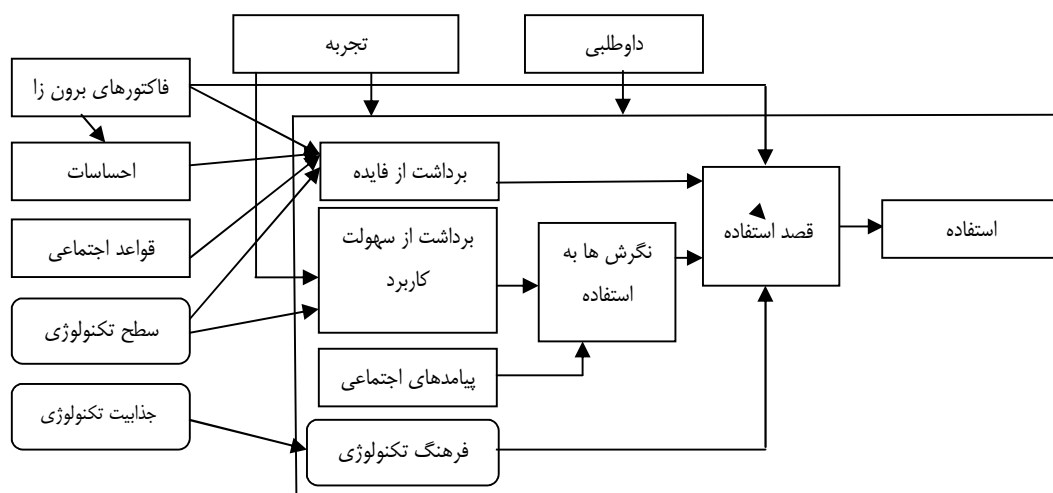 تجربه
داوطلبی
فاکتورهای برون زا
احساسات
قواعد اجتماعی
سطح تکنولوژی
جذابیت تکنولوژی
برداشت از فایده
برداشت از سهولت
کاربرد
پیامدهای اجتماعی
فرهنگ تکنولوژی
نگرش ها به
استفاده
قصد استفاده
استفاده